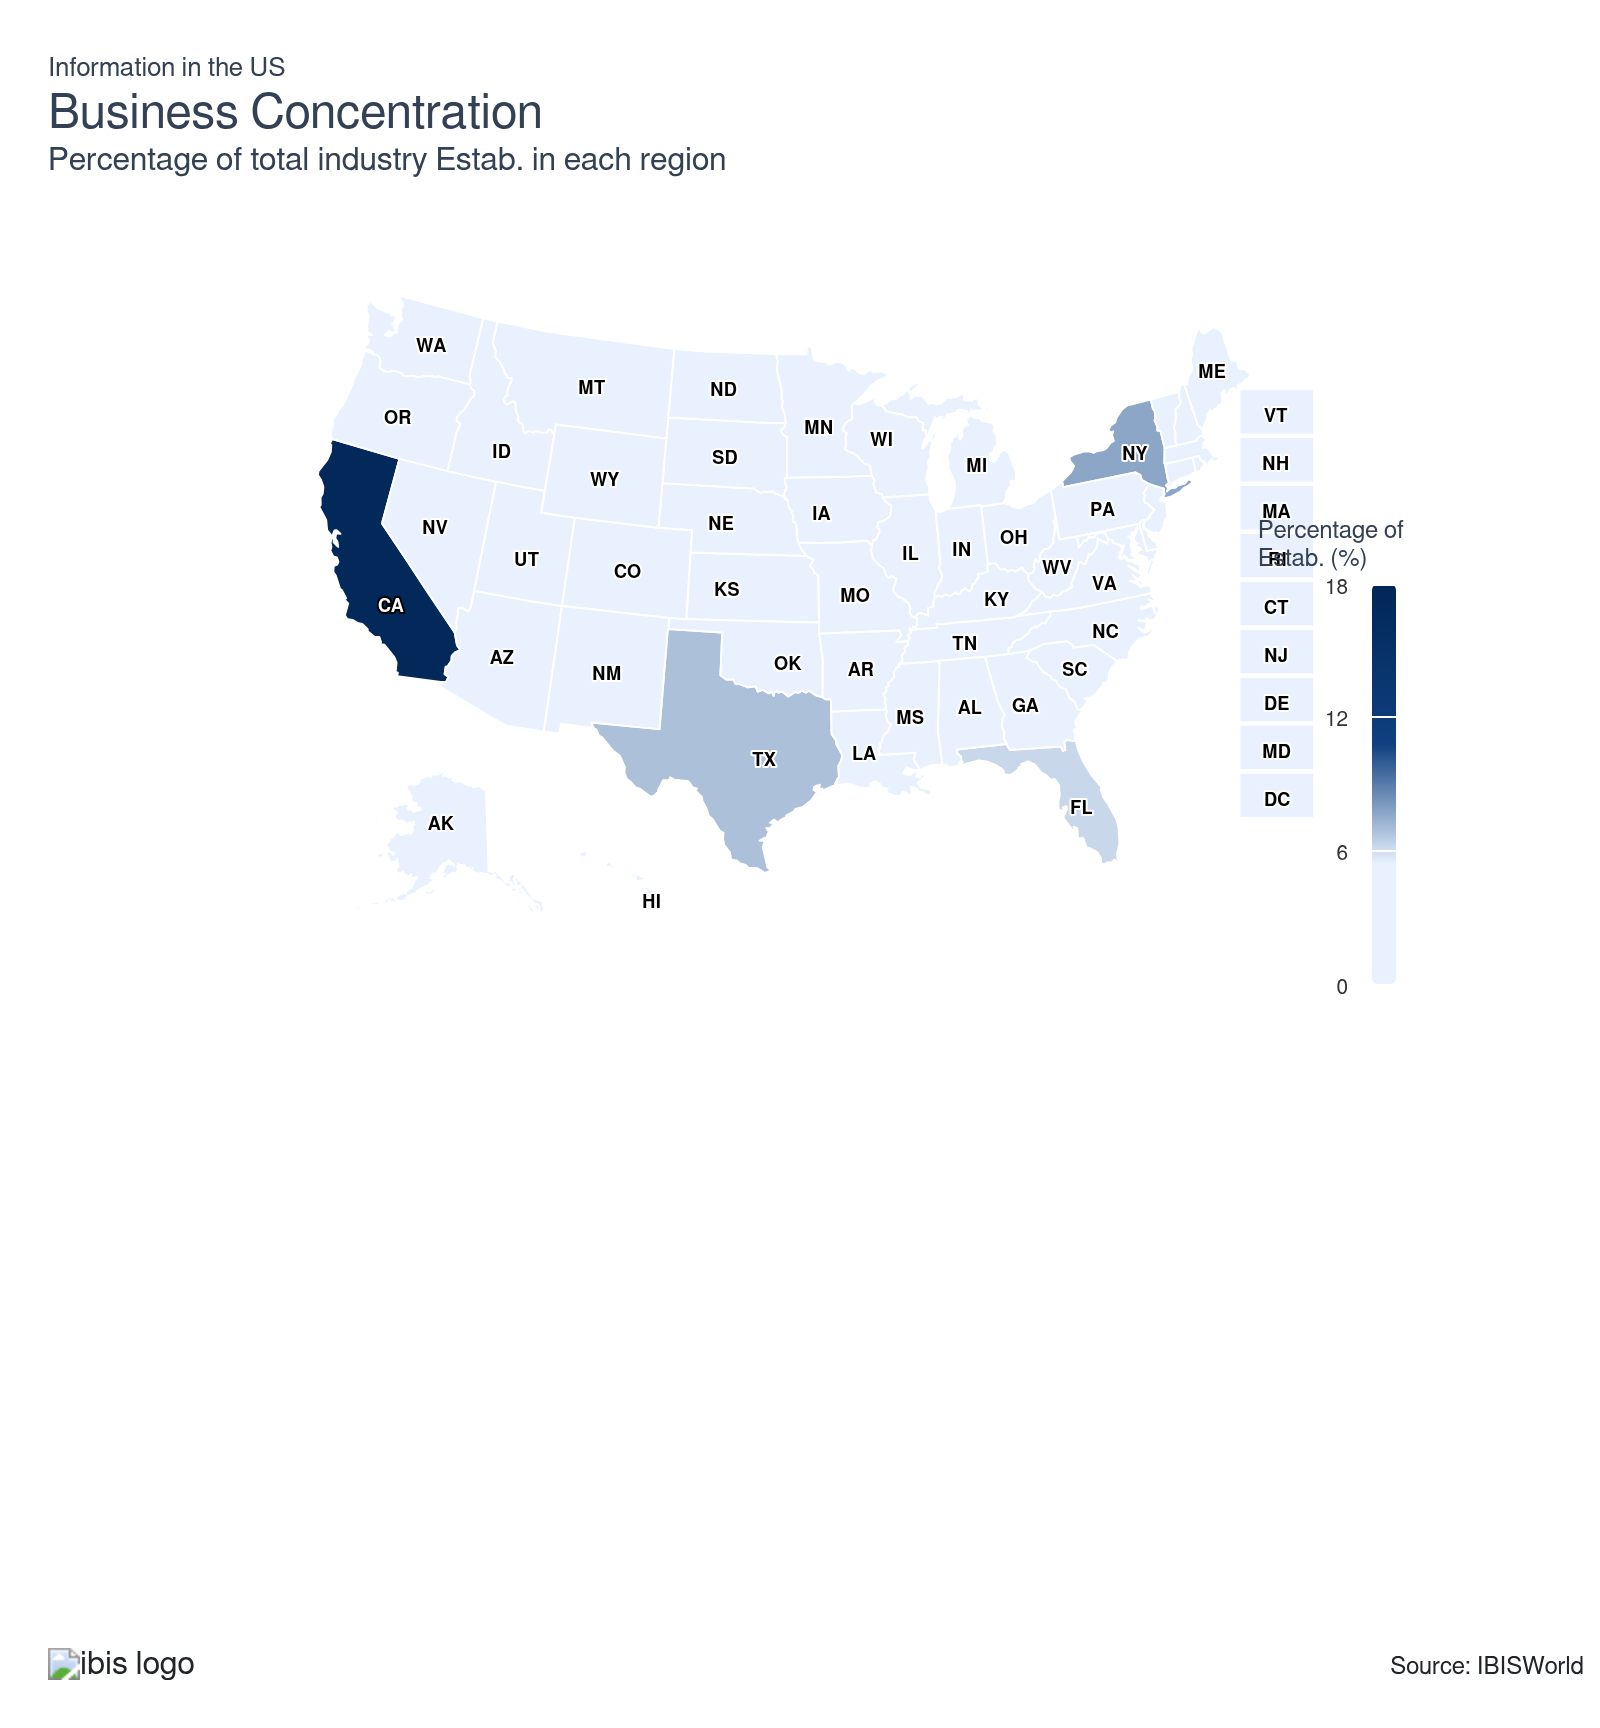 Information in the US
Business Concentration
Percentage of total industry Estab. in each region
WA
ME
MT
ND
VT
OR
MN
WI
ID
SD
NY
MI
NH
WY
PA
MA
NE
IA
NV
Percentage of
OH
IN
IL
UT
Estab. (%)
RI
CO
WV
VA
KS
18
MO
KY
CA
CT
NC
TN
AZ
OK
NJ
NM
AR
SC
DE
GA
AL
MS
12
MD
LA
TX
DC
FL
AK
6
HI
0
ibis logo
Source: IBISWorld